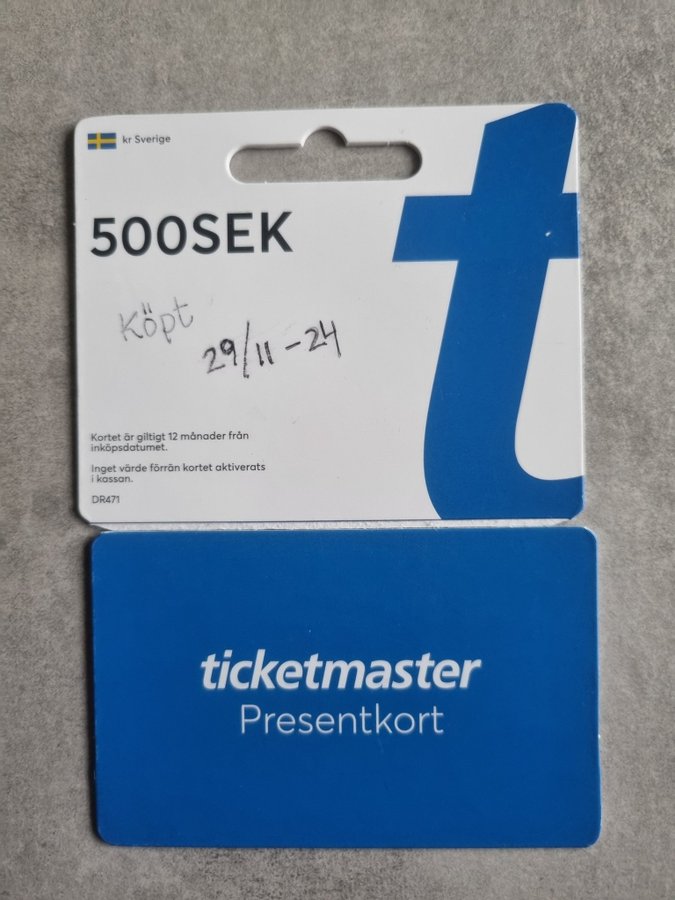 kr Sverige
500SEK
Köpt
29/11-24
Kortet är giltigt 12 månader från
inköpsdatumet.
Inget värde förrän kortet aktiverats
i kassan.
DR471
t
ticketmaster
Presentkort